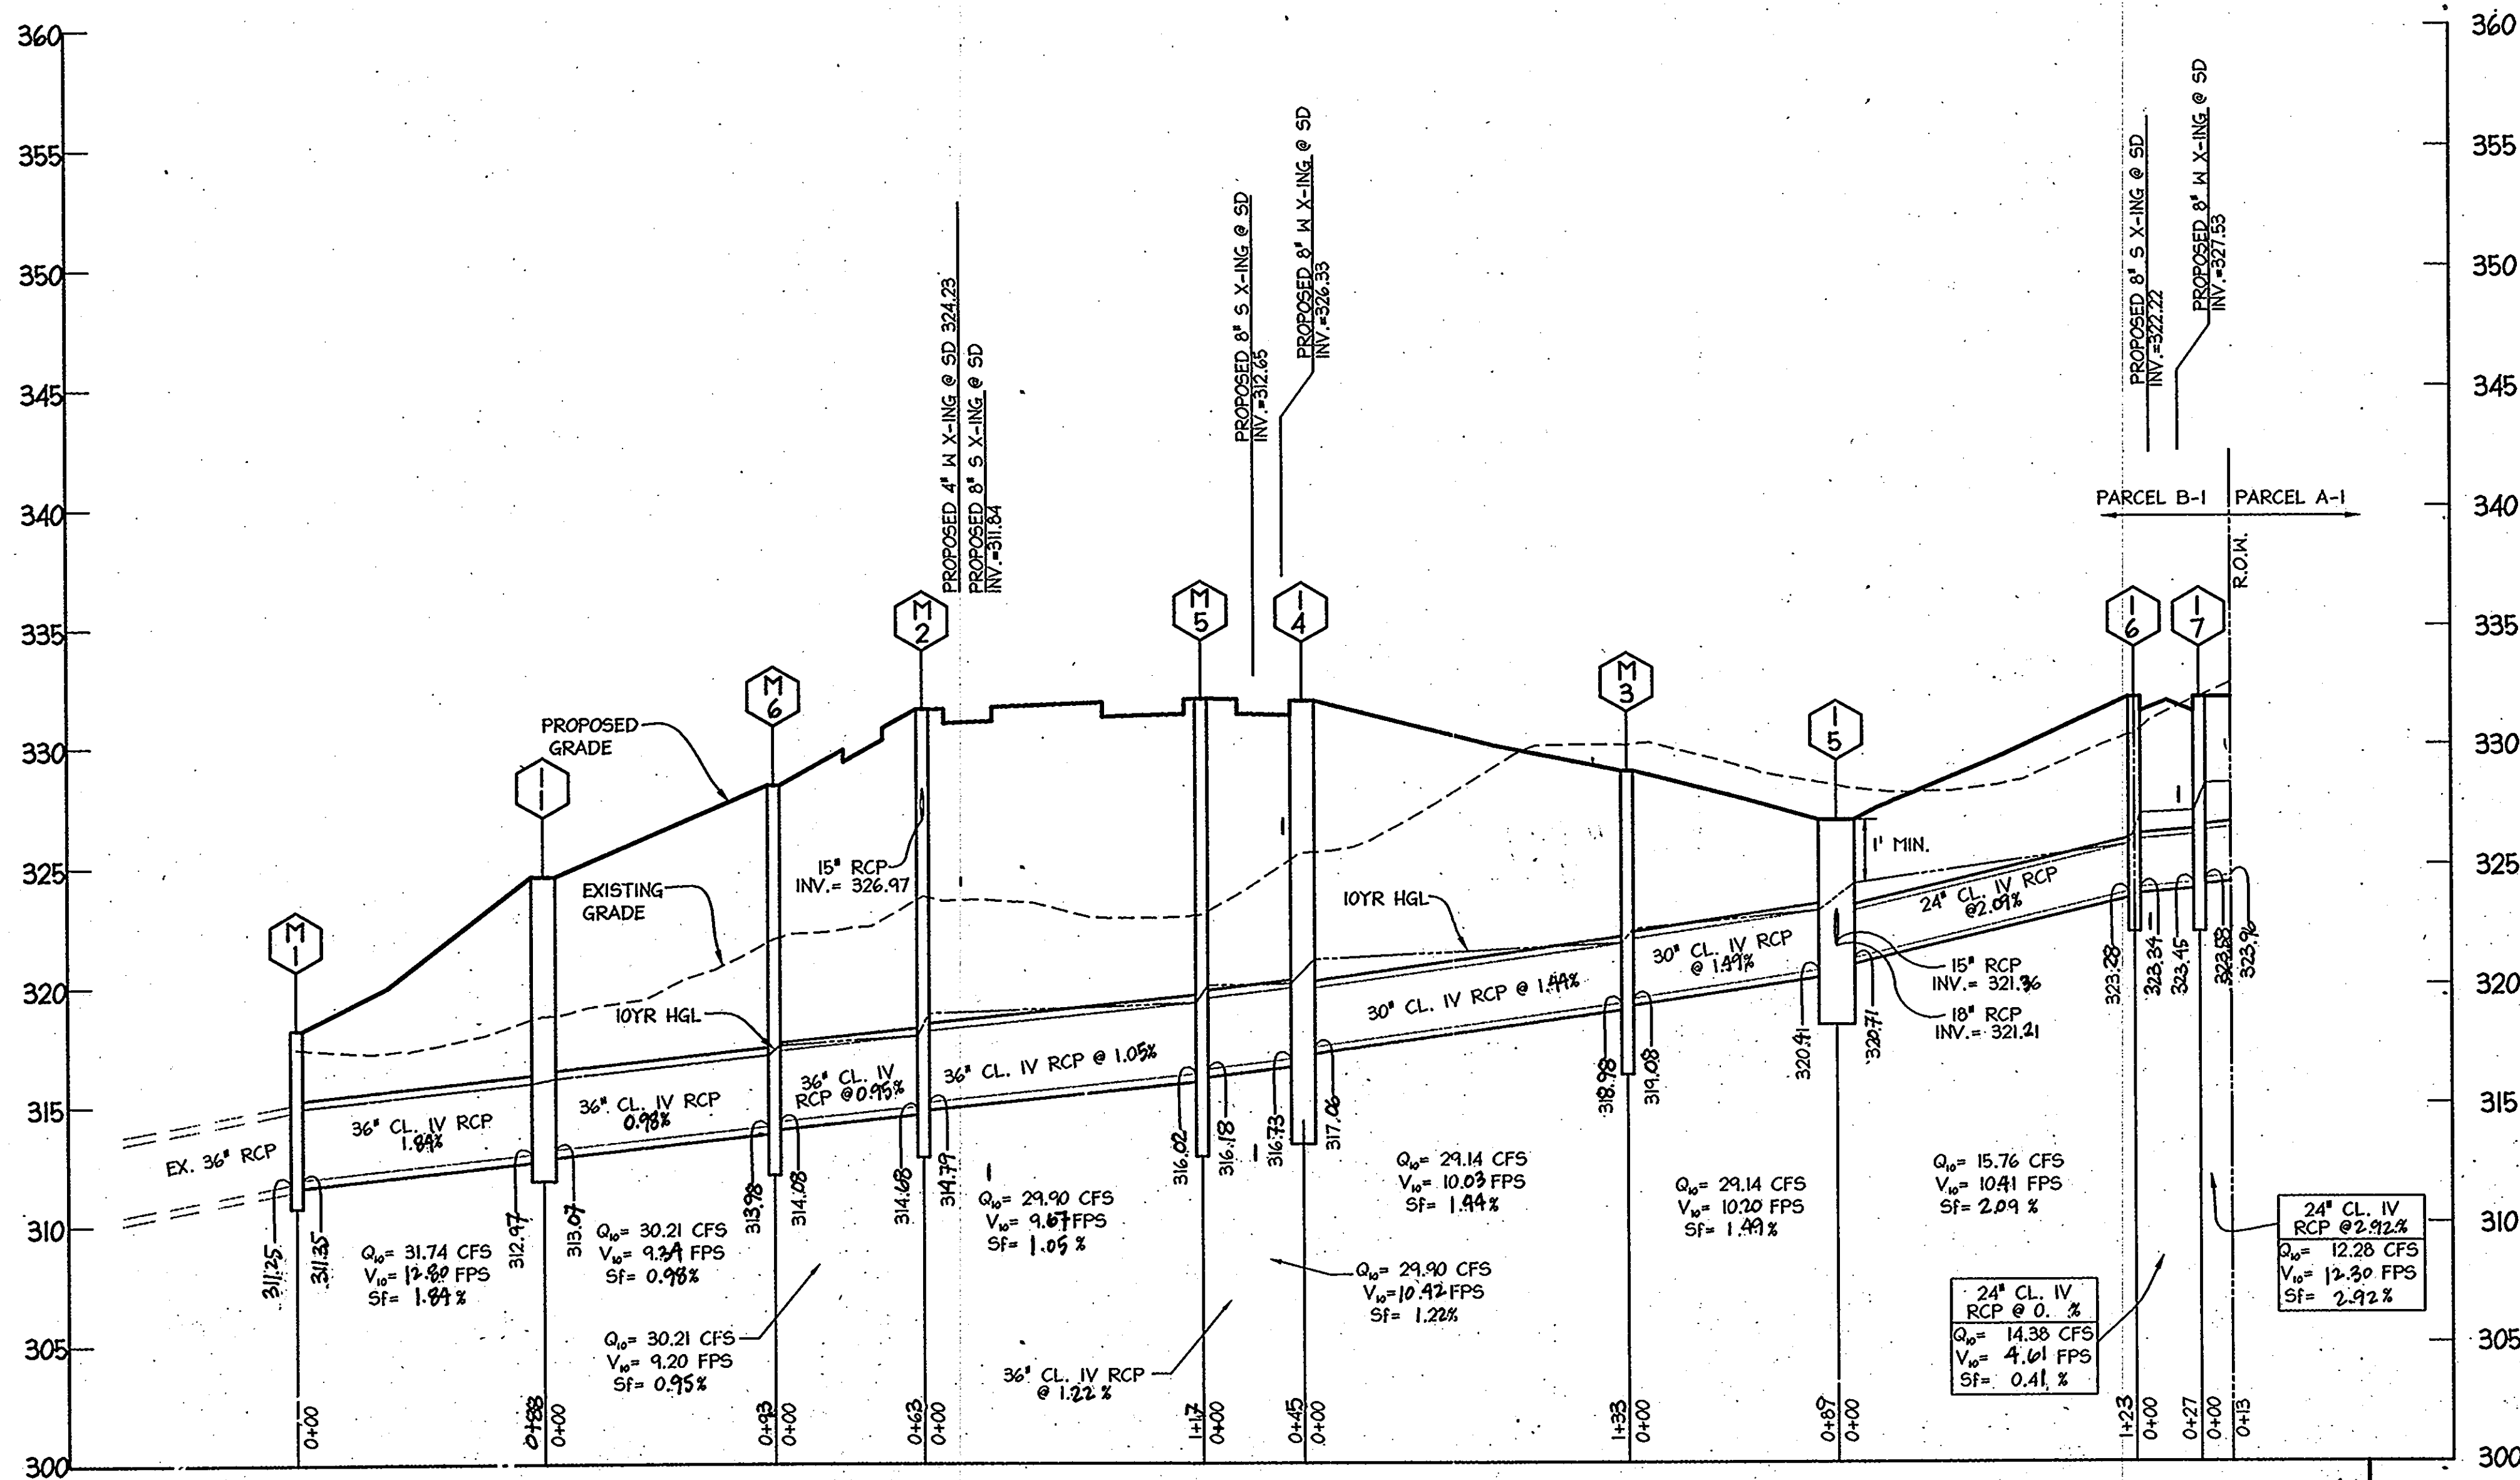 360
355
350
345
340
335
330
325
320
315
310
305
300
360
355
350
345
340
335
330
325
320
315
310
305
300
PROPOSED 4" W X-ING @ SD 324.23
PROPOSED 8" S X-ING @ SD
INV.=311.84
PROPOSED 8" S X-ING @ SD
INV.=312.65
PROPOSED 8" W X-ING @ SD
INV.=326.33
PROPOSED 8" S X-ING @ SD
INV.=322.22
PROPOSED 8" W X-ING @ SD
INV.=327.53
PARCEL B-1
PARCEL A-1
R.O.W.
M
1
I
1
M
6
M
2
M
5
I
4
M
3
I
5
I
6
I
7
PROPOSED
GRADE
EXISTING
GRADE
15" RCP
INV.= 326.97
10YR HGL
10YR HGL
1' MIN.
EX. 36" RCP
36" CL. IV RCP
1.84%
36" CL. IV RCP
0.98%
36" CL. IV
RCP @0.95%
36" CL. IV RCP @ 1.05%
30" CL. IV RCP @ 1.44%
30" CL. IV RCP
@ 1.49%
24" CL. IV RCP
@2.09%
15" RCP
INV.= 321.36
18" RCP
INV.= 321.21
311.25
311.35
312.97
313.07
313.98
314.08
314.68
314.79
316.02
316.18
316.73
317.06
318.98
319.08
320.41
320.71
323.28
323.34
323.45
323.58
323.96
Q10= 31.74 CFS
V10= 12.80 FPS
Sf= 1.84%
Q10= 30.21 CFS
V10= 9.34 FPS
Sf= 0.98%
Q10= 30.21 CFS
V10= 9.20 FPS
Sf= 0.95%
Q10= 29.90 CFS
V10= 9.67 FPS
Sf= 1.05%
36" CL. IV RCP
@ 1.22%
Q10= 29.90 CFS
V10=10.42 FPS
Sf= 1.22%
Q10= 29.14 CFS
V10= 10.03 FPS
Sf= 1.44%
Q10= 29.14 CFS
V10= 10.20 FPS
Sf= 1.49%
Q10= 15.76 CFS
V10= 10.41 FPS
Sf= 2.09 %
24" CL. IV
RCP @ 0. %
Q10= 14.38 CFS
V10= 4.61 FPS
Sf= 0.41 %
24" CL. IV
RCP @2.92%
Q10= 12.28 CFS
V10= 12.30 FPS
Sf= 2.92%
0+00
0+88
0+00
0+93
0+00
0+63
0+00
1+17
0+00
0+45
0+00
1+33
0+00
0+87
0+00
1+23
0+00
0+27
0+00
0+13